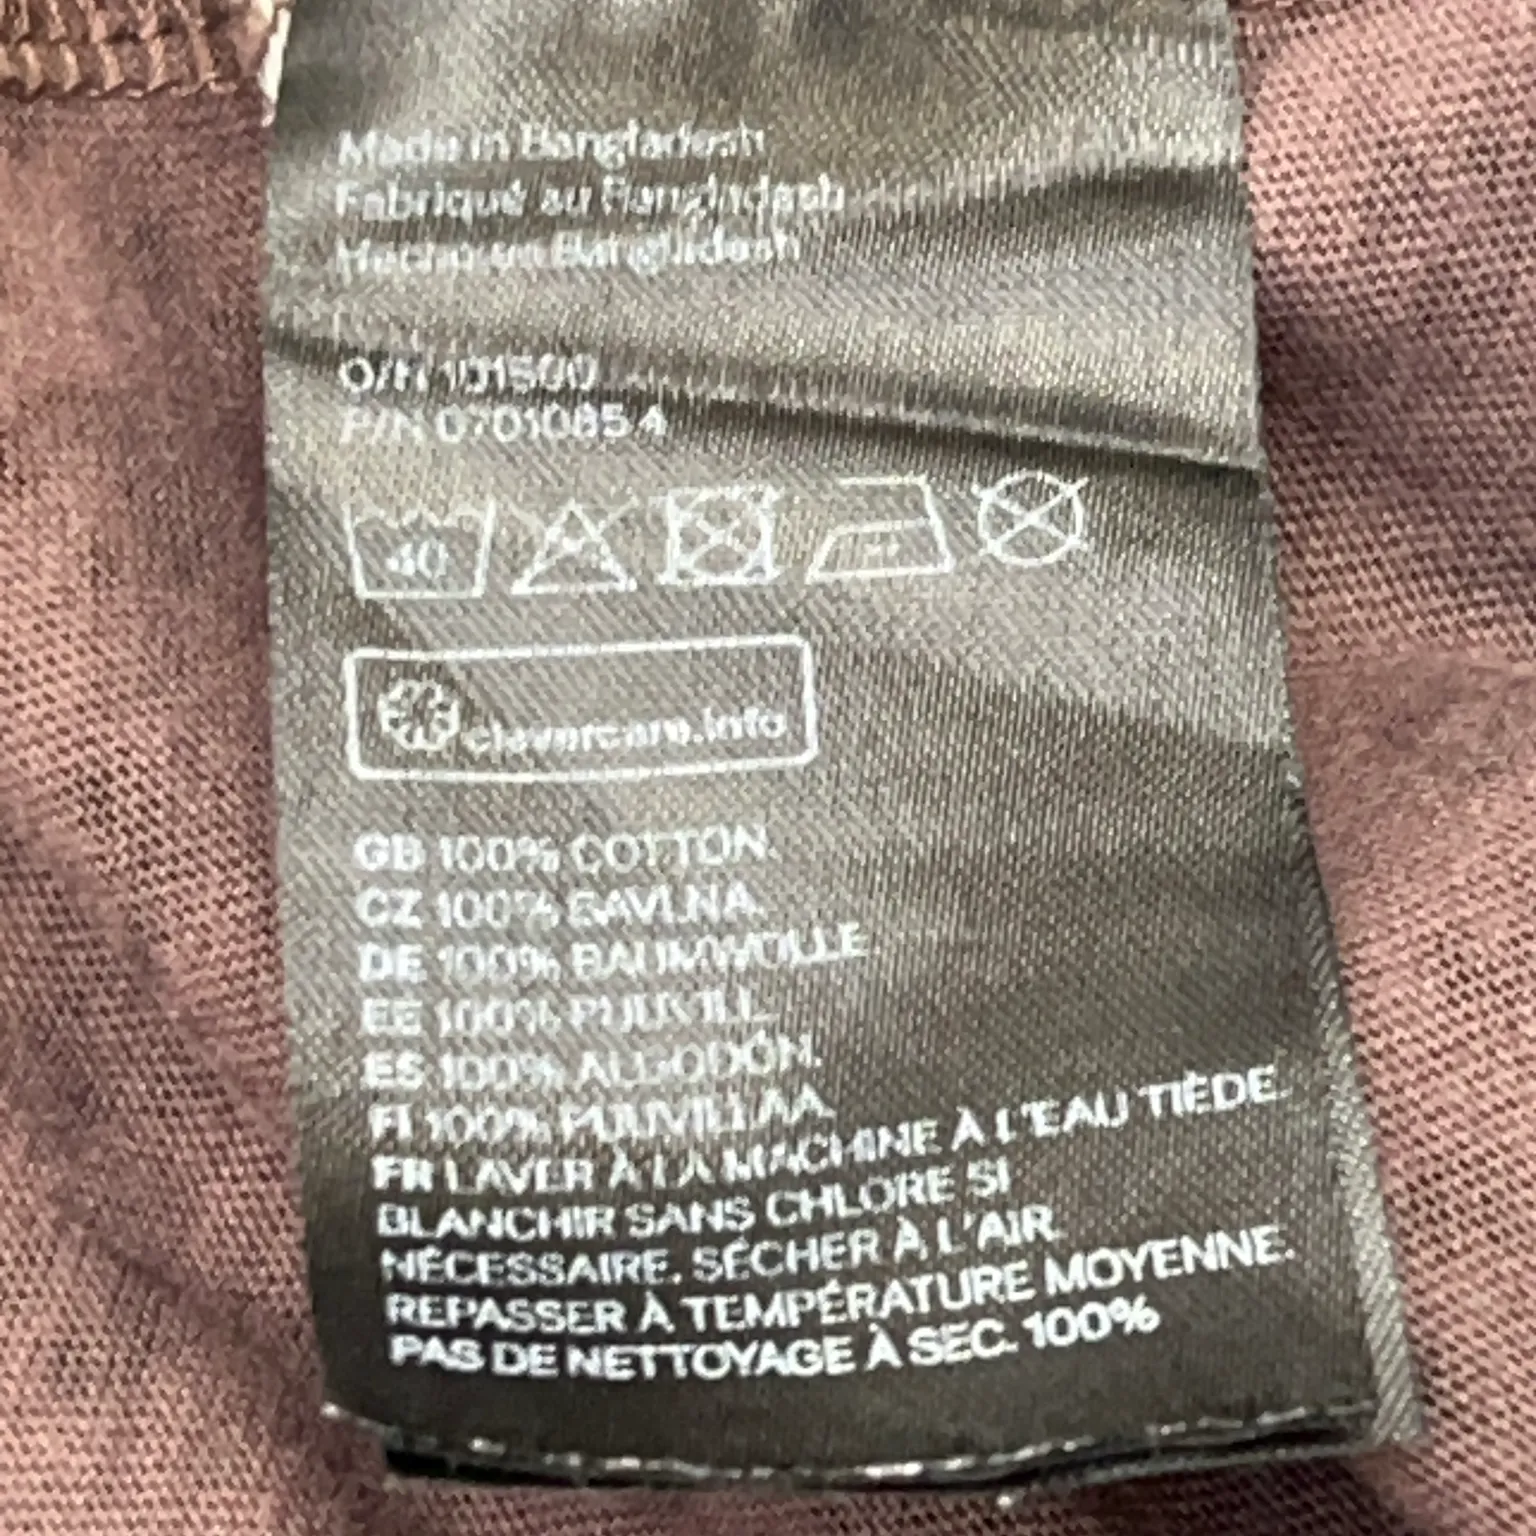 Made in Bangladesh
Fabriqué au Bangladesh
Hecho en Bangladesh
O/N 101500
P/N 0701085 4
40
clevercare.info
GB 100% COTTON.
CZ 100% BAVLNA.
DE 100% BAUMWOLLE
EE 100% PUUVILL.
ES 100% ALGODÓN.
FI 100% PUUVILLAA.
FR LAVER À LA MACHINE À L'EAU TIÈDE.
BLANCHIR SANS CHLORE SI
NÉCESSAIRE. SÉCHER À L'AIR.
REPASSER À TEMPÉRATURE MOYENNE.
PAS DE NETTOYAGE À SEC. 100%